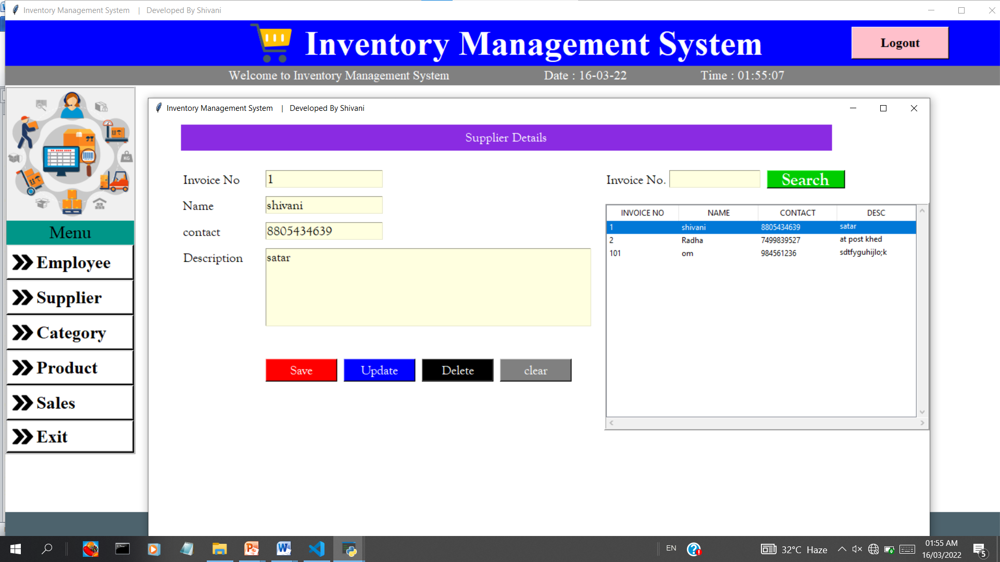 Inventory Management System | Developed By Shivani
Inventory Management System
Logout
Welcome to Inventory Management System Date : 16-03-22 Time : 01:55:07
Inventory Management System | Developed By Shivani
Supplier Details
Invoice No 1
Name shivani
contact 8805434639
Description satar
Save Update Delete clear
Invoice No. Search
INVOICE NO NAME CONTACT DESC
1 shivani 8805434639 satar
2 Radha 7499839527 at post khed
101 om 984561236 sdtfyguhijlo;k
KG
Menu
Employee
Supplier
Category
Product
Sales
Exit
EN
32°C Haze
01:55 AM
16/03/2022
5